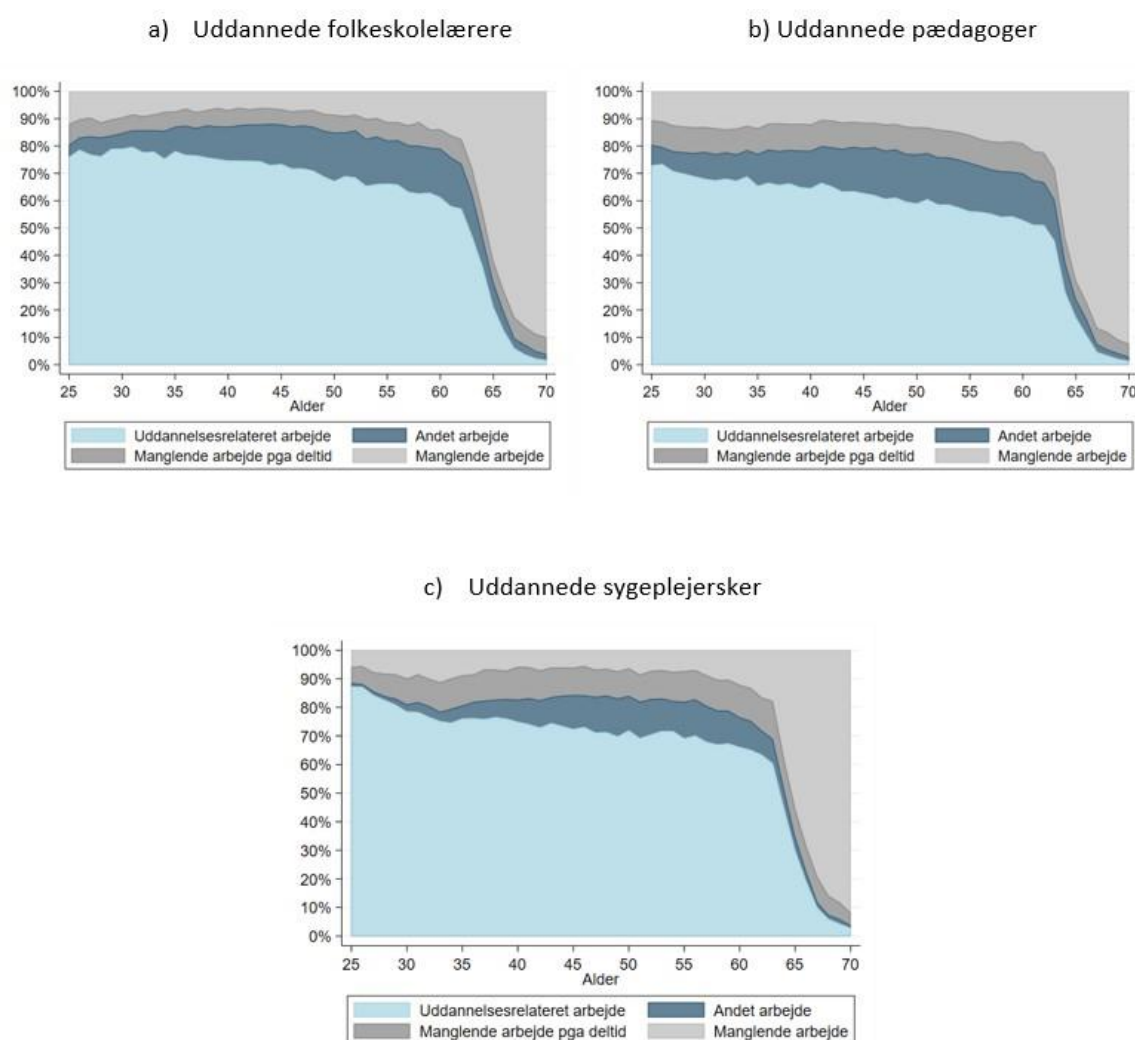 a) Uddannede folkeskolelærere
100%
90%
80%
70%
60%
50%
40%
30%
20%
10%
0%
25 30 35 40 45 50 55 60 65 70
Alder
Uddannelsesrelateret arbejde Andet arbejde
Manglende arbejde pga deltid Manglende arbejde
b) Uddannede pædagoger
100%
90%
80%
70%
60%
50%
40%
30%
20%
10%
0%
25 30 35 40 45 50 55 60 65 70
Alder
Uddannelsesrelateret arbejde Andet arbejde
Manglende arbejde pga deltid Manglende arbejde
c) Uddannede sygeplejersker
100%
90%
80%
70%
60%
50%
40%
30%
20%
10%
0%
25 30 35 40 45 50 55 60 65 70
Alder
Uddannelsesrelateret arbejde Andet arbejde
Manglende arbejde pga deltid Manglende arbejde